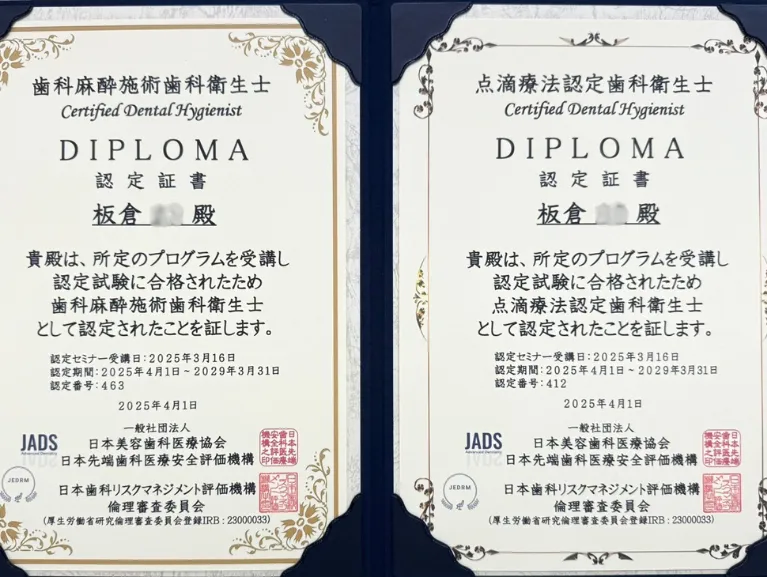 歯科麻酔施術歯科衛生士
Certified Dental Hygienist
DIPLOMA
認定証書
板倉 殿
貴殿は、所定のプログラムを受講し
認定試験に合格されたため
歯科麻酔施術歯科衛生士
として認定されたことを証します。
認定セミナー受講日：2025年3月16日
認定期間：2025年4月1日～2029年3月31日
認定番号：463
2025年4月1日
一般社団法人
JADS
日本美容歯科医療協会
日本先端歯科医療安全評価機構
JEDRM
日本歯科リスクマネジメント評価機構
倫理審査委員会
(厚生労働省研究倫理審査委員会登録IRB：23000033)
点滴療法認定歯科衛生士
Certified Dental Hygienist
DIPLOMA
認定証書
板倉 殿
貴殿は、所定のプログラムを受講し
認定試験に合格されたため
点滴療法認定歯科衛生士
として認定されたことを証します。
認定セミナー受講日：2025年3月16日
認定期間：2025年4月1日～2029年3月31日
認定番号：412
2025年4月1日
一般社団法人
JADS
日本美容歯科医療協会
日本先端歯科医療安全評価機構
JEDRM
日本歯科リスクマネジメント評価機構
倫理審査委員会
(厚生労働省研究倫理審査委員会登録IRB：23000033)